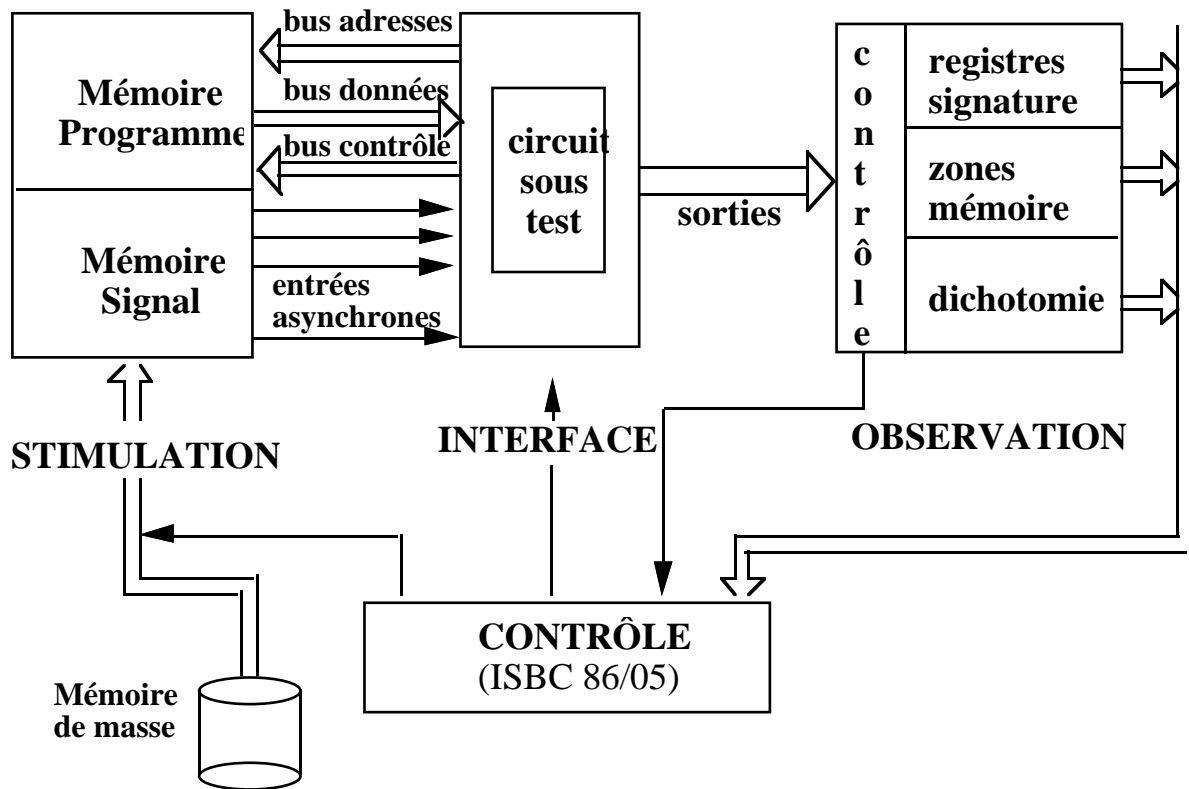 bus adresses
Mémoire
Programme
bus données
bus contrôle
Mémoire
Signal
entrées
asynchrones
circuit
sous
test
sorties
contrôle
registres
signature
zones
mémoire
dichotomie
STIMULATION
INTERFACE
OBSERVATION
CONTRÔLE
(ISBC 86/05)
Mémoire
de masse